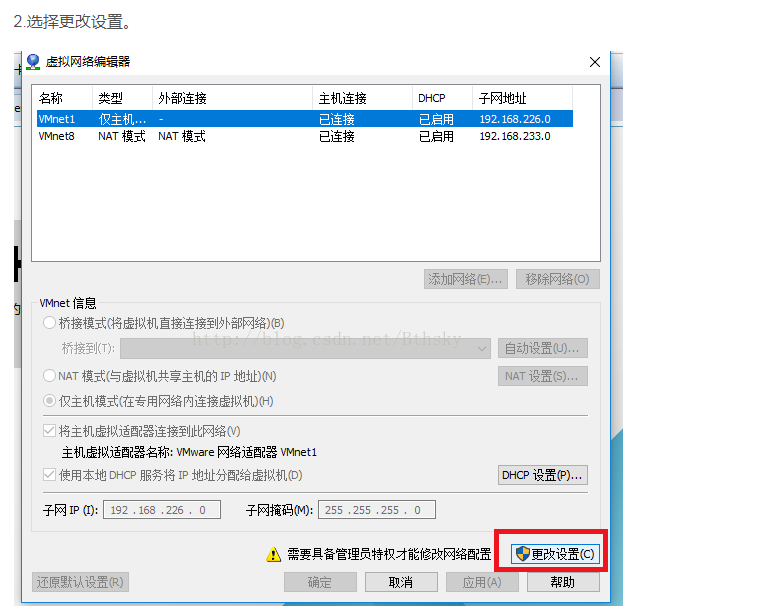 2.选择更改设置。
虚拟网络编辑器
名称 类型 外部连接 主机连接 DHCP 子网地址
VMnet1 仅主机... - 已连接 已启用 192.168.226.0
VMnet8 NAT 模式 NAT 模式 已连接 已启用 192.168.233.0
添加网络(E)... 移除网络(O)
VMnet 信息
桥接模式(将虚拟机直接连接到外部网络)(B)
http://blog.csdn.net/Bthsky
桥接到(T): 自动设置(U)...
NAT 模式(与虚拟机共享主机的 IP 地址)(N) NAT 设置(S)...
仅主机模式(在专用网络内连接虚拟机)(H)
将主机虚拟适配器连接到此网络(V)
主机虚拟适配器名称: VMware 网络适配器 VMnet1
使用本地 DHCP 服务将 IP 地址分配给虚拟机(D) DHCP 设置(P)...
子网 IP (I): 192 . 168 . 226 . 0 子网掩码(M): 255 . 255 . 255 . 0
需要具备管理员特权才能修改网络配置 更改设置(C)
还原默认设置(R) 确定 取消 应用(A) 帮助